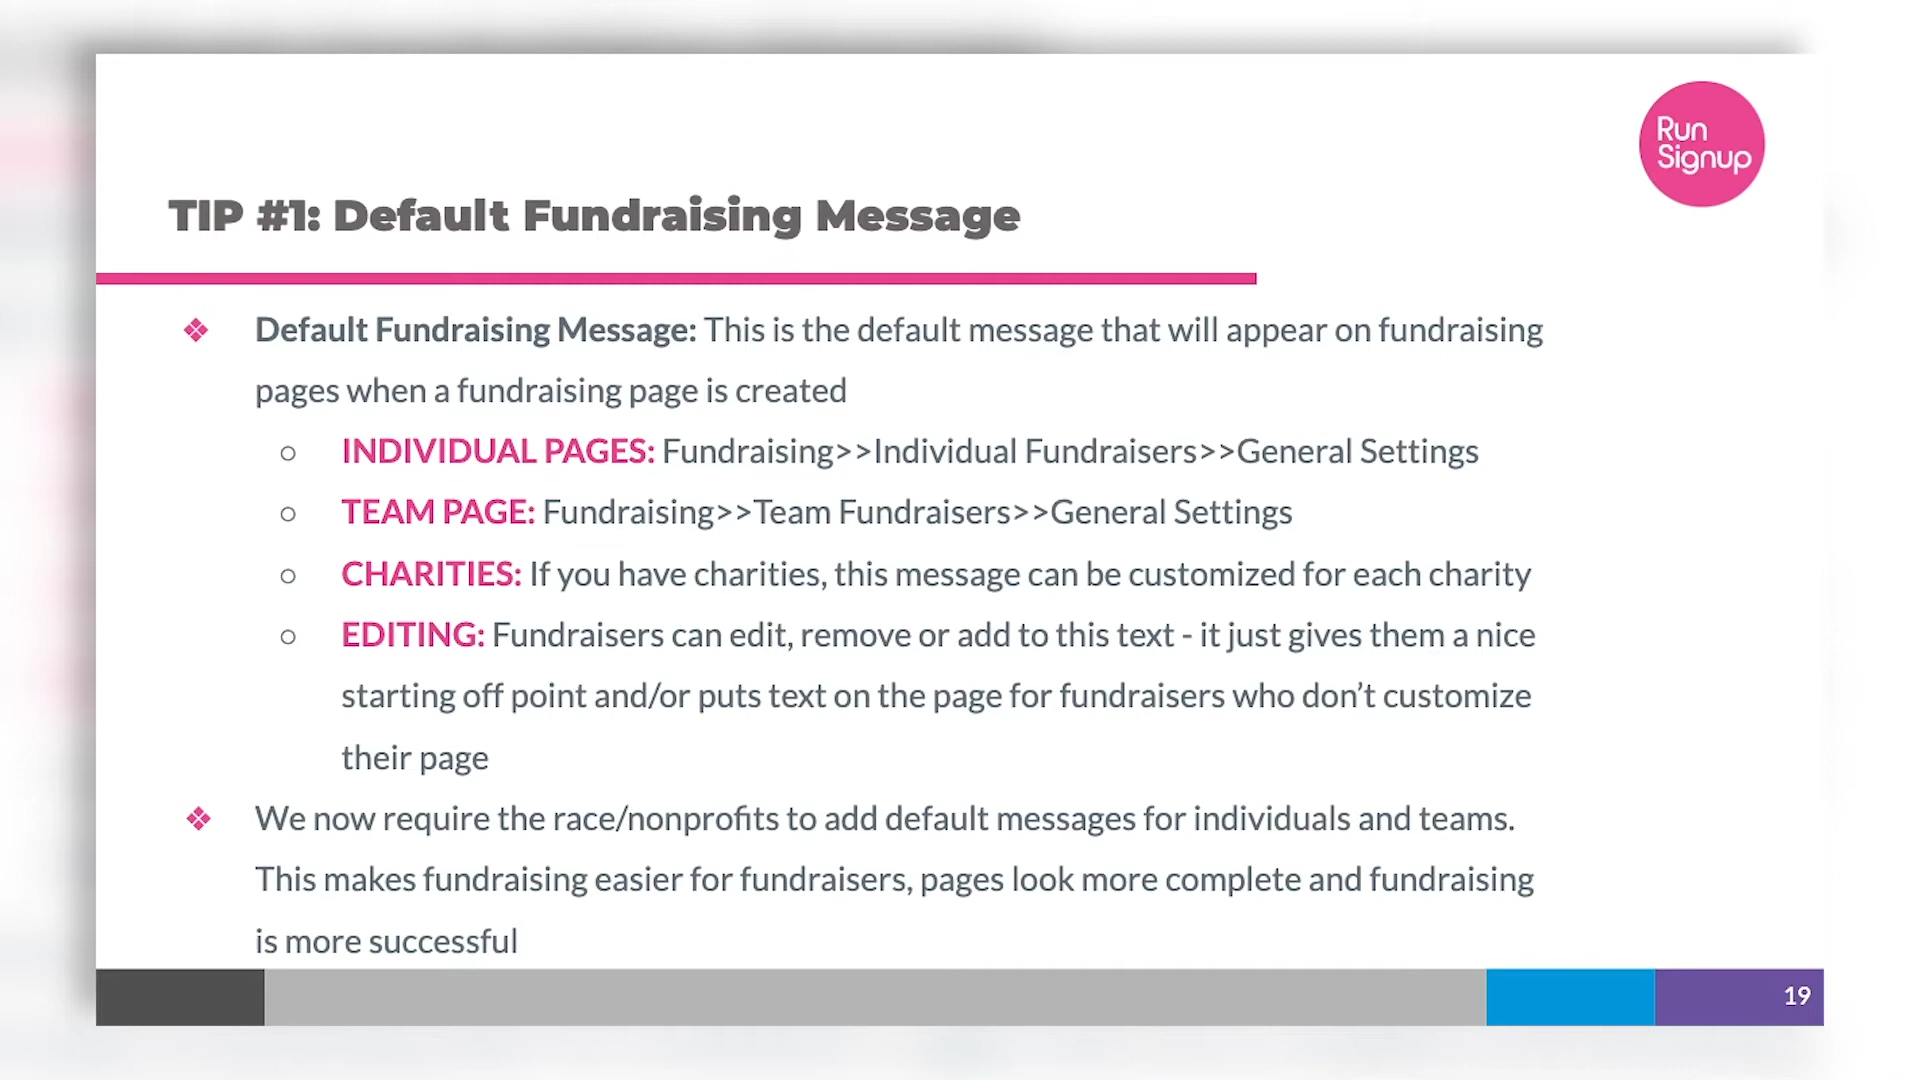 Run
Signup
TIP #1: Default Fundraising Message
❖ Default Fundraising Message: This is the default message that will appear on fundraising
pages when a fundraising page is created
○ INDIVIDUAL PAGES: Fundraising>>Individual Fundraisers>>General Settings
○ TEAM PAGE: Fundraising>>Team Fundraisers>>General Settings
○ CHARITIES: If you have charities, this message can be customized for each charity
○ EDITING: Fundraisers can edit, remove or add to this text - it just gives them a nice
starting off point and/or puts text on the page for fundraisers who don’t customize
their page
❖ We now require the race/nonprofits to add default messages for individuals and teams.
This makes fundraising easier for fundraisers, pages look more complete and fundraising
is more successful
19